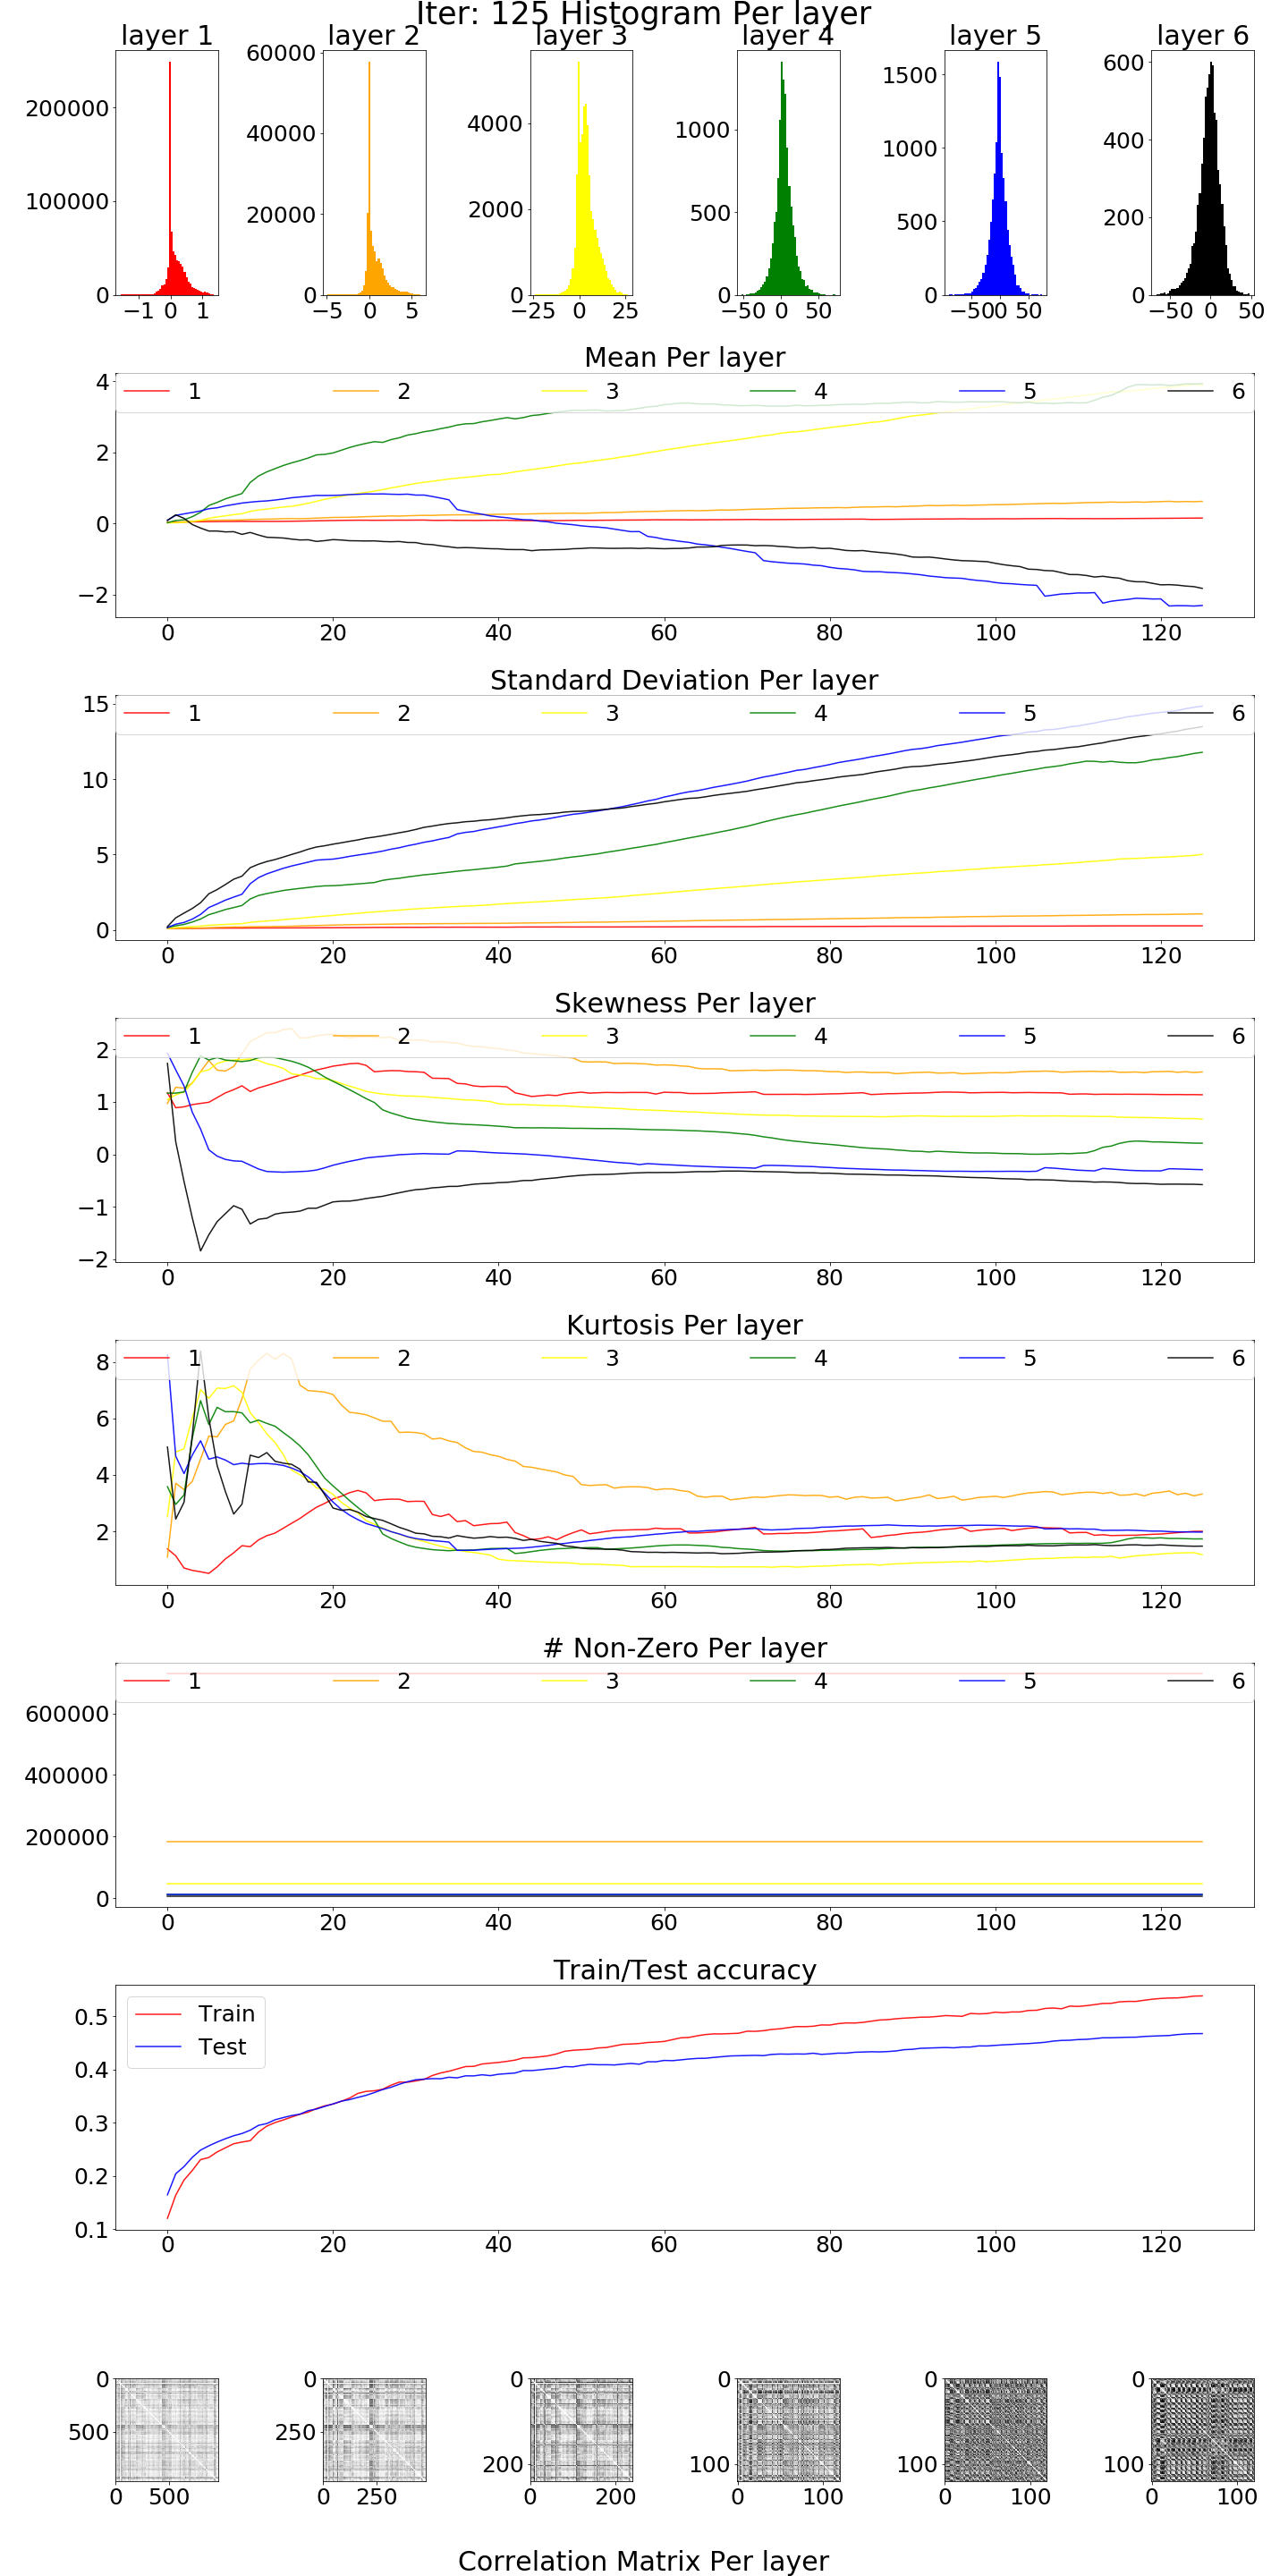 Iter: 125 Histogram Per layer
layer 1 layer 2 layer 3 layer 4 layer 5 layer 6
200000 100000 0 −1 0 1
60000 40000 20000 0 −5 0 5
4000 2000 0 −25 0 25
1000 500 0 −50 0 50
1500 1000 500 0 −50 0 50
600 400 200 0 −50 0 50
Mean Per layer
1 2 3 4 5 6
4
2
0
−2
0 20 40 60 80 100 120
Standard Deviation Per layer
1 2 3 4 5 6
15
10
5
0
0 20 40 60 80 100 120
Skewness Per layer
1 2 3 4 5 6
2
1
0
−1
−2
0 20 40 60 80 100 120
Kurtosis Per layer
1 2 3 4 5 6
8
6
4
2
0 20 40 60 80 100 120
# Non-Zero Per layer
1 2 3 4 5 6
600000
400000
200000
0
0 20 40 60 80 100 120
Train/Test accuracy
Train
Test
0.5
0.4
0.3
0.2
0.1
0 20 40 60 80 100 120
0 500 0 500
0 250 0 250
0 200 0 200
0 100 0 100
0 100 0 100
0 100 0 100
Correlation Matrix Per layer